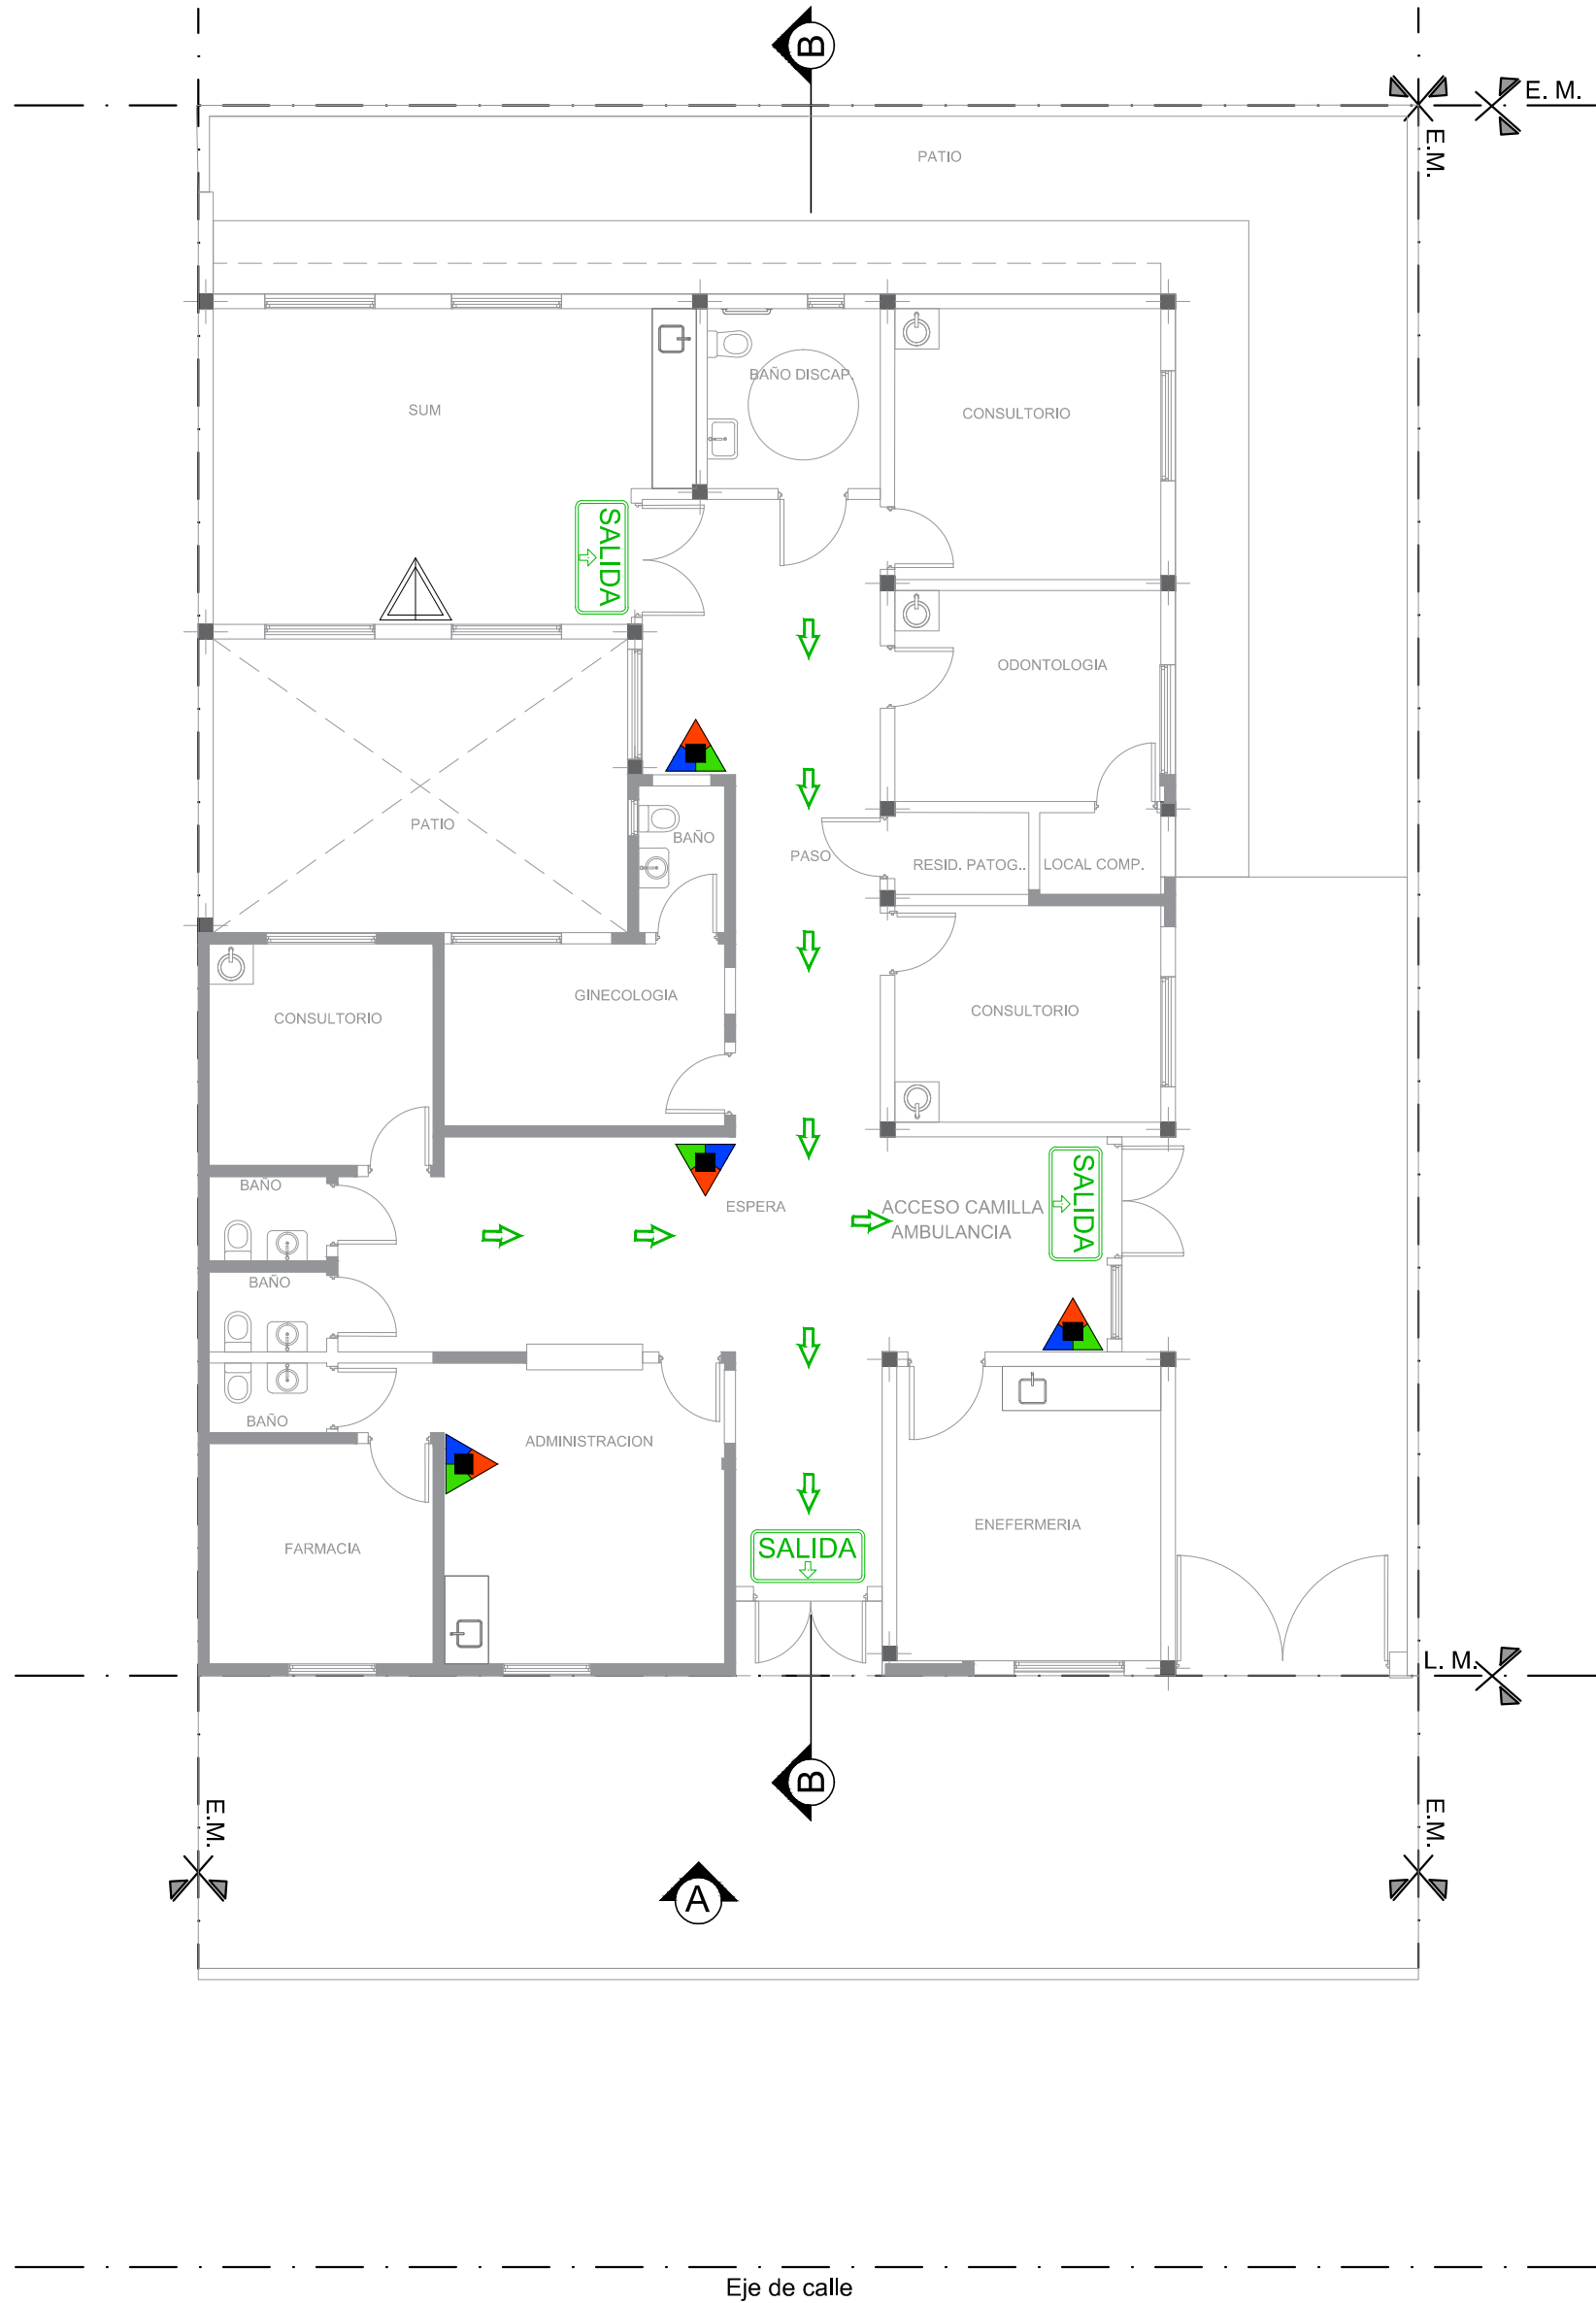 B
E. M.
E.M.
PATIO
BAÑO DISCAP.
SUM
CONSULTORIO
SALIDA
ODONTOLOGIA
PATIO
BAÑO
PASO
RESID. PATOG..
LOCAL COMP.
GINECOLOGIA
CONSULTORIO
CONSULTORIO
BAÑO
ESPERA
ACCESO CAMILLA
AMBULANCIA
SALIDA
BAÑO
BAÑO
ADMINISTRACION
FARMACIA
ENEFERMERIA
SALIDA
L. M.
B
E.M.
E.M.
A
Eje de calle